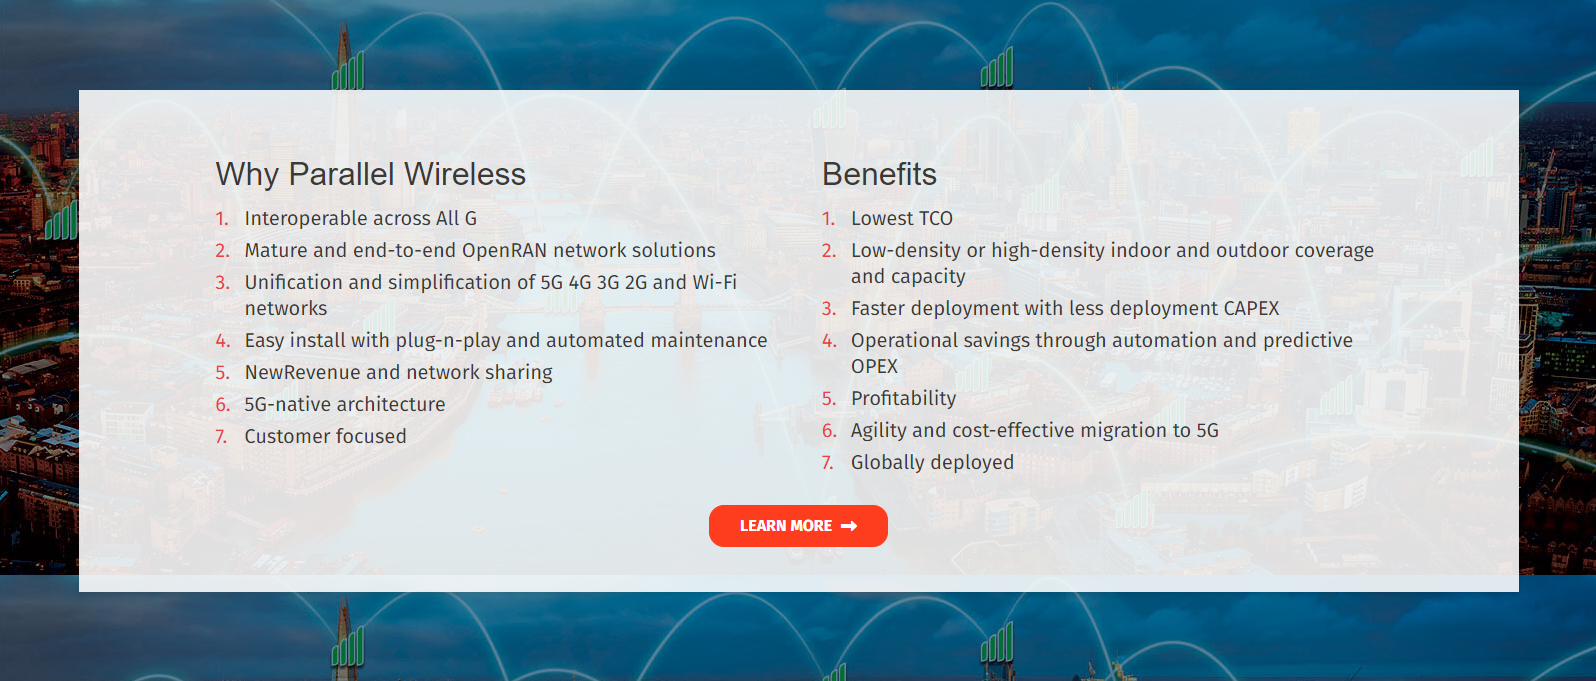 Why Parallel Wireless
1. Interoperable across All G
2. Mature and end-to-end OpenRAN network solutions
3. Unification and simplification of 5G 4G 3G 2G and Wi-Fi
networks
4. Easy install with plug-n-play and automated maintenance
5. NewRevenue and network sharing
6. 5G-native architecture
7. Customer focused
Benefits
1. Lowest TCO
2. Low-density or high-density indoor and outdoor coverage
and capacity
3. Faster deployment with less deployment CAPEX
4. Operational savings through automation and predictive
OPEX
5. Profitability
6. Agility and cost-effective migration to 5G
7. Globally deployed
LEARN MORE